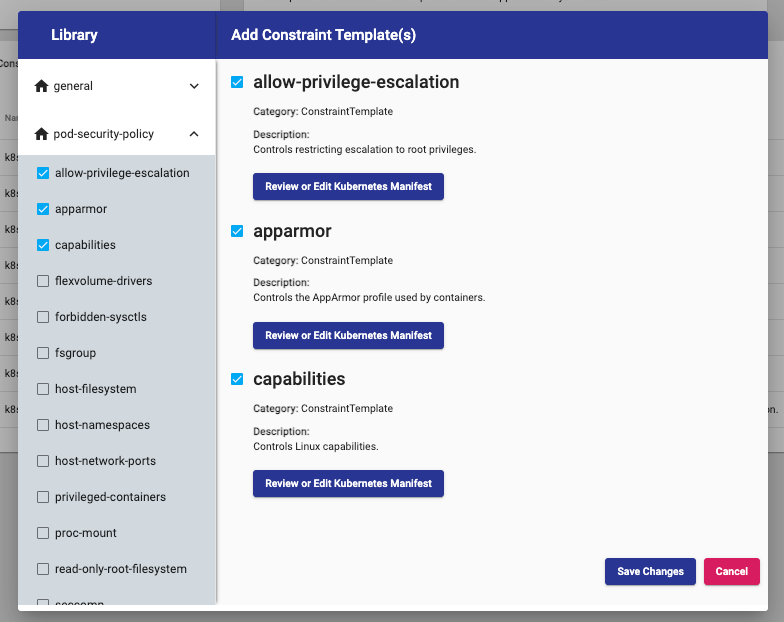 Library
Add Constraint Template(s)
general
pod-security-policy
allow-privilege-escalation
apparmor
capabilities
flexvolume-drivers
forbidden-sysctls
fsgroup
host-filesystem
host-namespaces
host-network-ports
privileged-containers
proc-mount
read-only-root-filesystem
allow-privilege-escalation
Category: ConstraintTemplate
Description:
Controls restricting escalation to root privileges.
Review or Edit Kubernetes Manifest
apparmor
Category: ConstraintTemplate
Description:
Controls the AppArmor profile used by containers.
Review or Edit Kubernetes Manifest
capabilities
Category: ConstraintTemplate
Description:
Controls Linux capabilities.
Review or Edit Kubernetes Manifest
Save Changes
Cancel